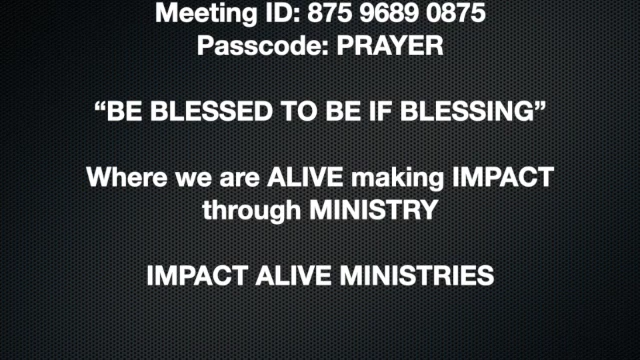 Meeting ID: 875 9689 0875
Passcode: PRAYER
“BE BLESSED TO BE IF BLESSING”
Where we are ALIVE making IMPACT
through MINISTRY
IMPACT ALIVE MINISTRIES